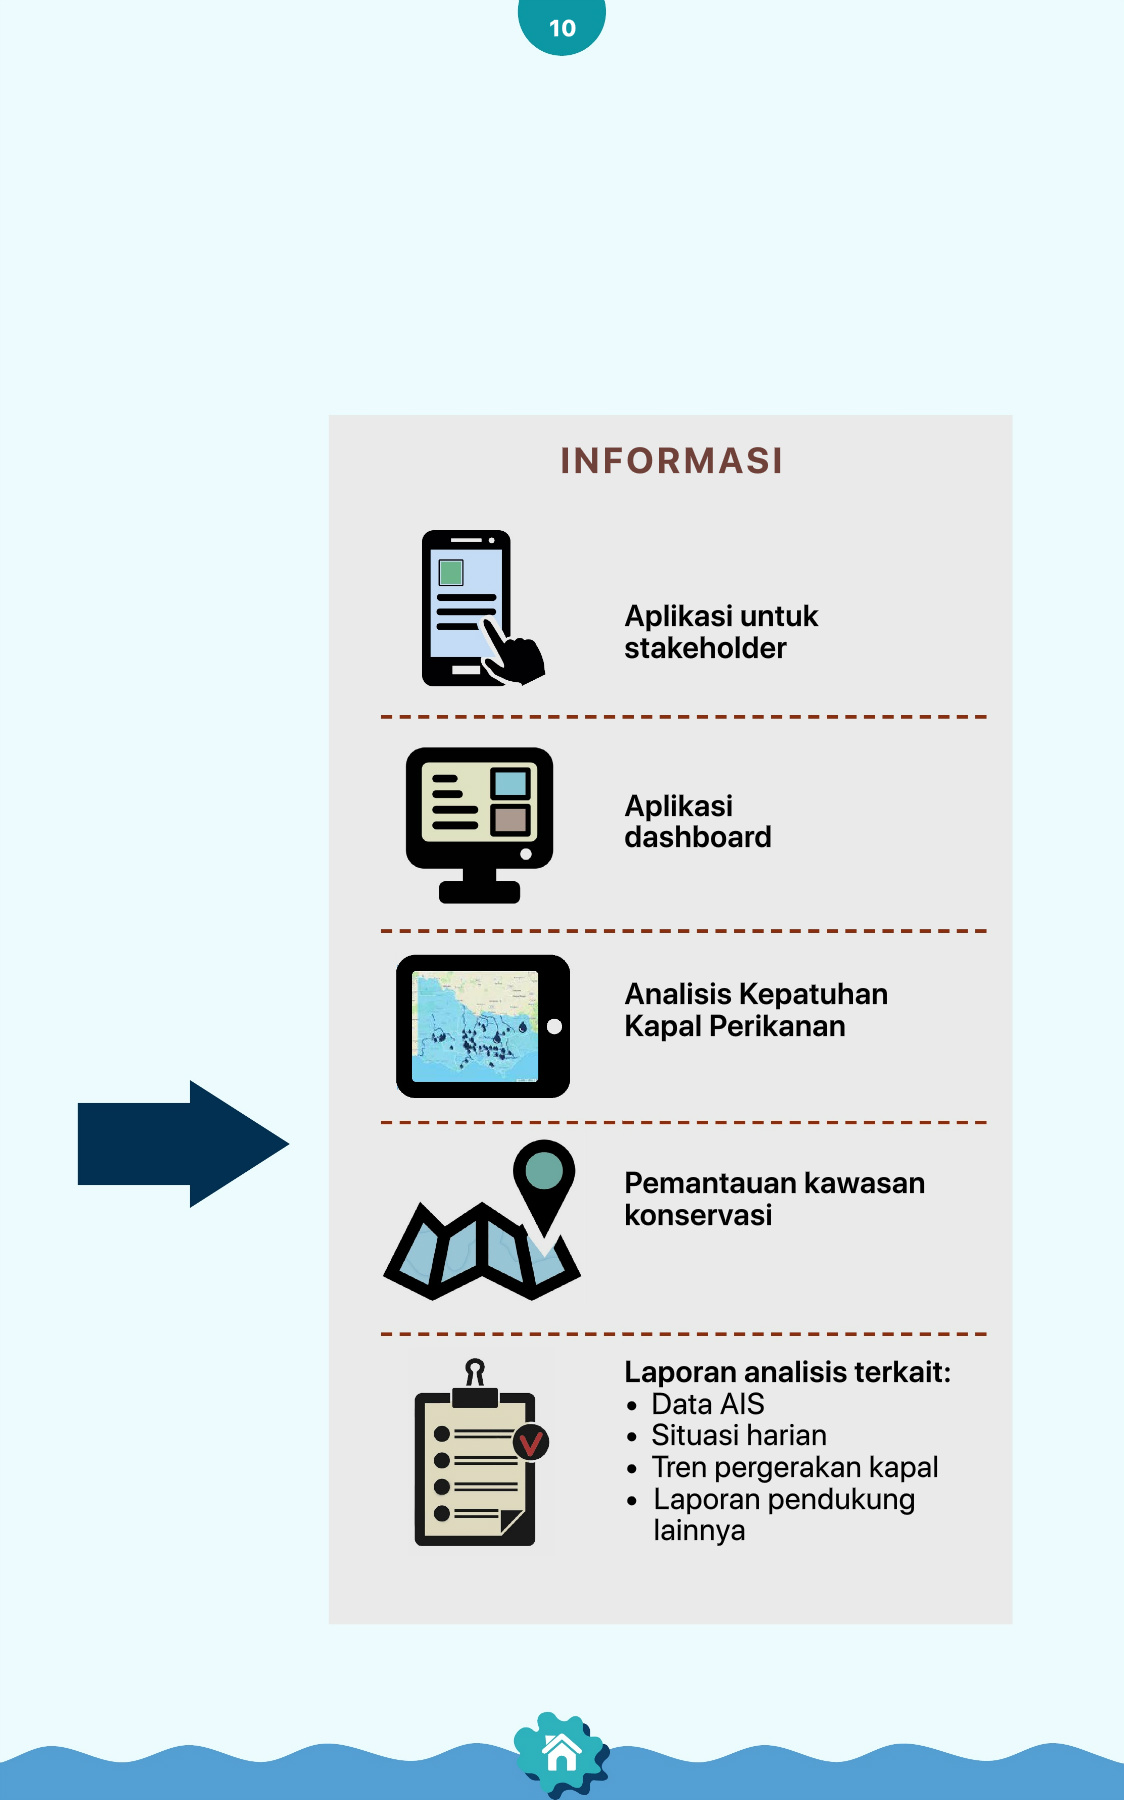 10
INFORMASI
Aplikasi untuk
stakeholder
Aplikasi
dashboard
Analisis Kepatuhan
Kapal Perikanan
Pemantauan kawasan
konservasi
Laporan analisis terkait:
• Data AIS
• Situasi harian
• Tren pergerakan kapal
• Laporan pendukung
lainnya